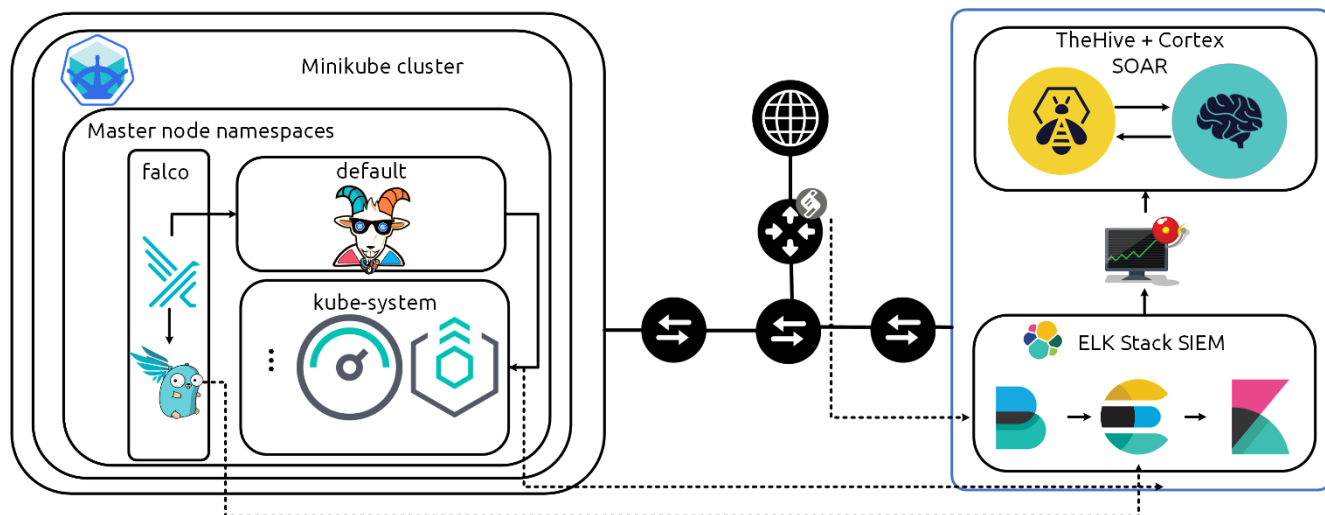 Minikube cluster
Master node namespaces
falco
default
kube-system
TheHive + Cortex
SOAR
ELK Stack SIEM